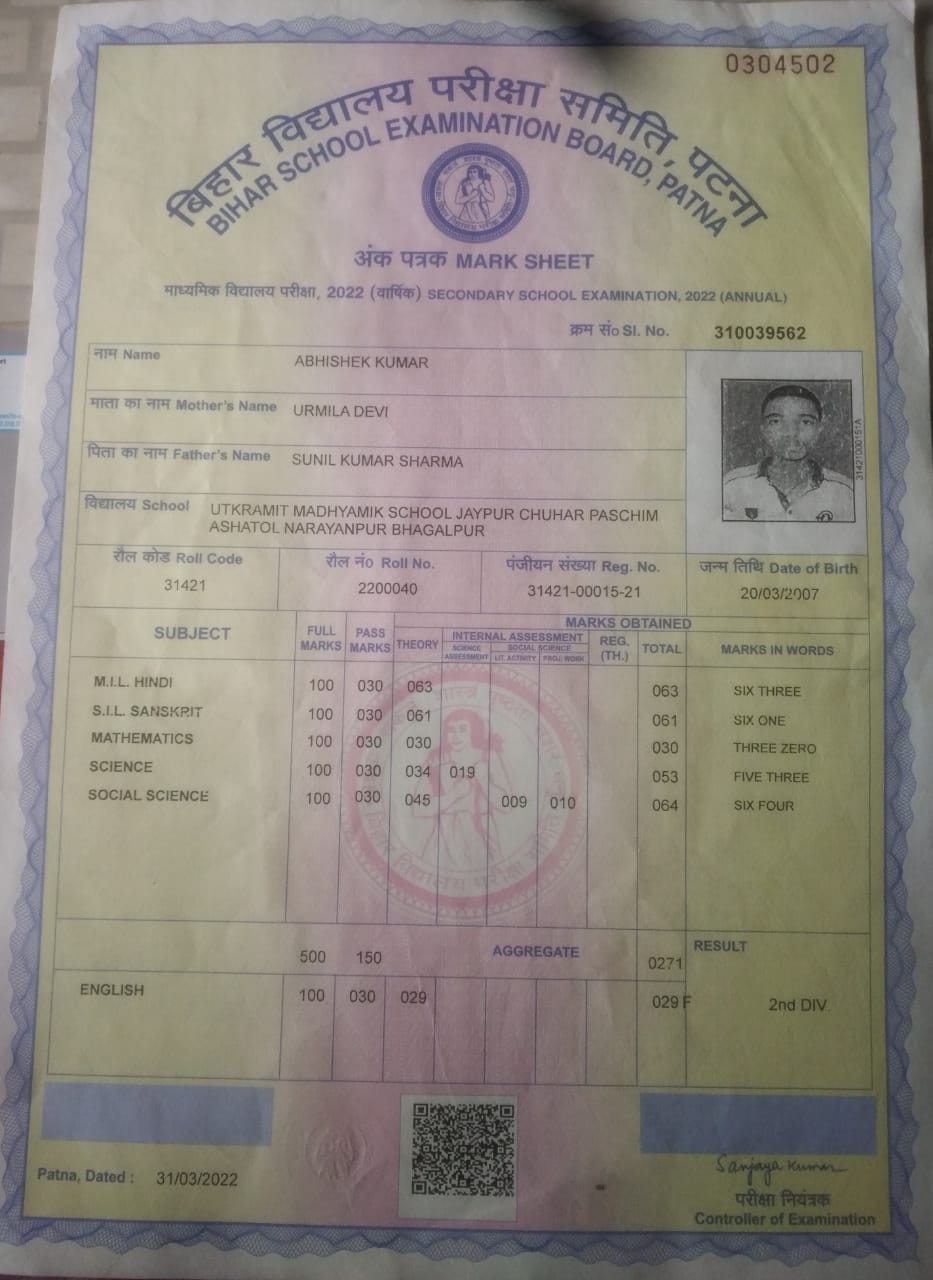 0304502
बिहार विद्यालय परीक्षा समिति, पटना
BIHAR SCHOOL EXAMINATION BOARD, PATNA
अंक पत्रक MARK SHEET
माध्यमिक विद्यालय परीक्षा, 2022 (वार्षिक) SECONDARY SCHOOL EXAMINATION, 2022 (ANNUAL)
क्रम सं० Sl. No. 310039562
नाम Name ABHISHEK KUMAR
माता का नाम Mother's Name URMILA DEVI
पिता का नाम Father's Name SUNIL KUMAR SHARMA
31421000151A
विद्यालय School UTKRAMIT MADHYAMIK SCHOOL JAYPUR CHUHAR PASCHIM
ASHATOL NARAYANPUR BHAGALPUR
रौल कोड Roll Code रौल नं० Roll No. पंजीयन संख्या Reg. No. जन्म तिथि Date of Birth
31421 2200040 31421-00015-21 20/03/2007
MARKS OBTAINED
SUBJECT FULL MARKS PASS MARKS THEORY INTERNAL ASSESSMENT REG. (TH.) TOTAL MARKS IN WORDS
SCIENCE ASSESSMENT SOCIAL SCIENCE
LIT. ACTIVITY PROJ. WORK
M.I.L. HINDI 100 030 063 063 SIX THREE
S.I.L. SANSKRIT 100 030 061 061 SIX ONE
MATHEMATICS 100 030 030 030 THREE ZERO
SCIENCE 100 030 034 019 053 FIVE THREE
SOCIAL SCIENCE 100 030 045 009 010 064 SIX FOUR
500 150 AGGREGATE 0271 RESULT
ENGLISH 100 030 029 029 F 2nd DIV.
Patna, Dated : 31/03/2022
Sanjaya Kumar
परीक्षा नियंत्रक
Controller of Examination